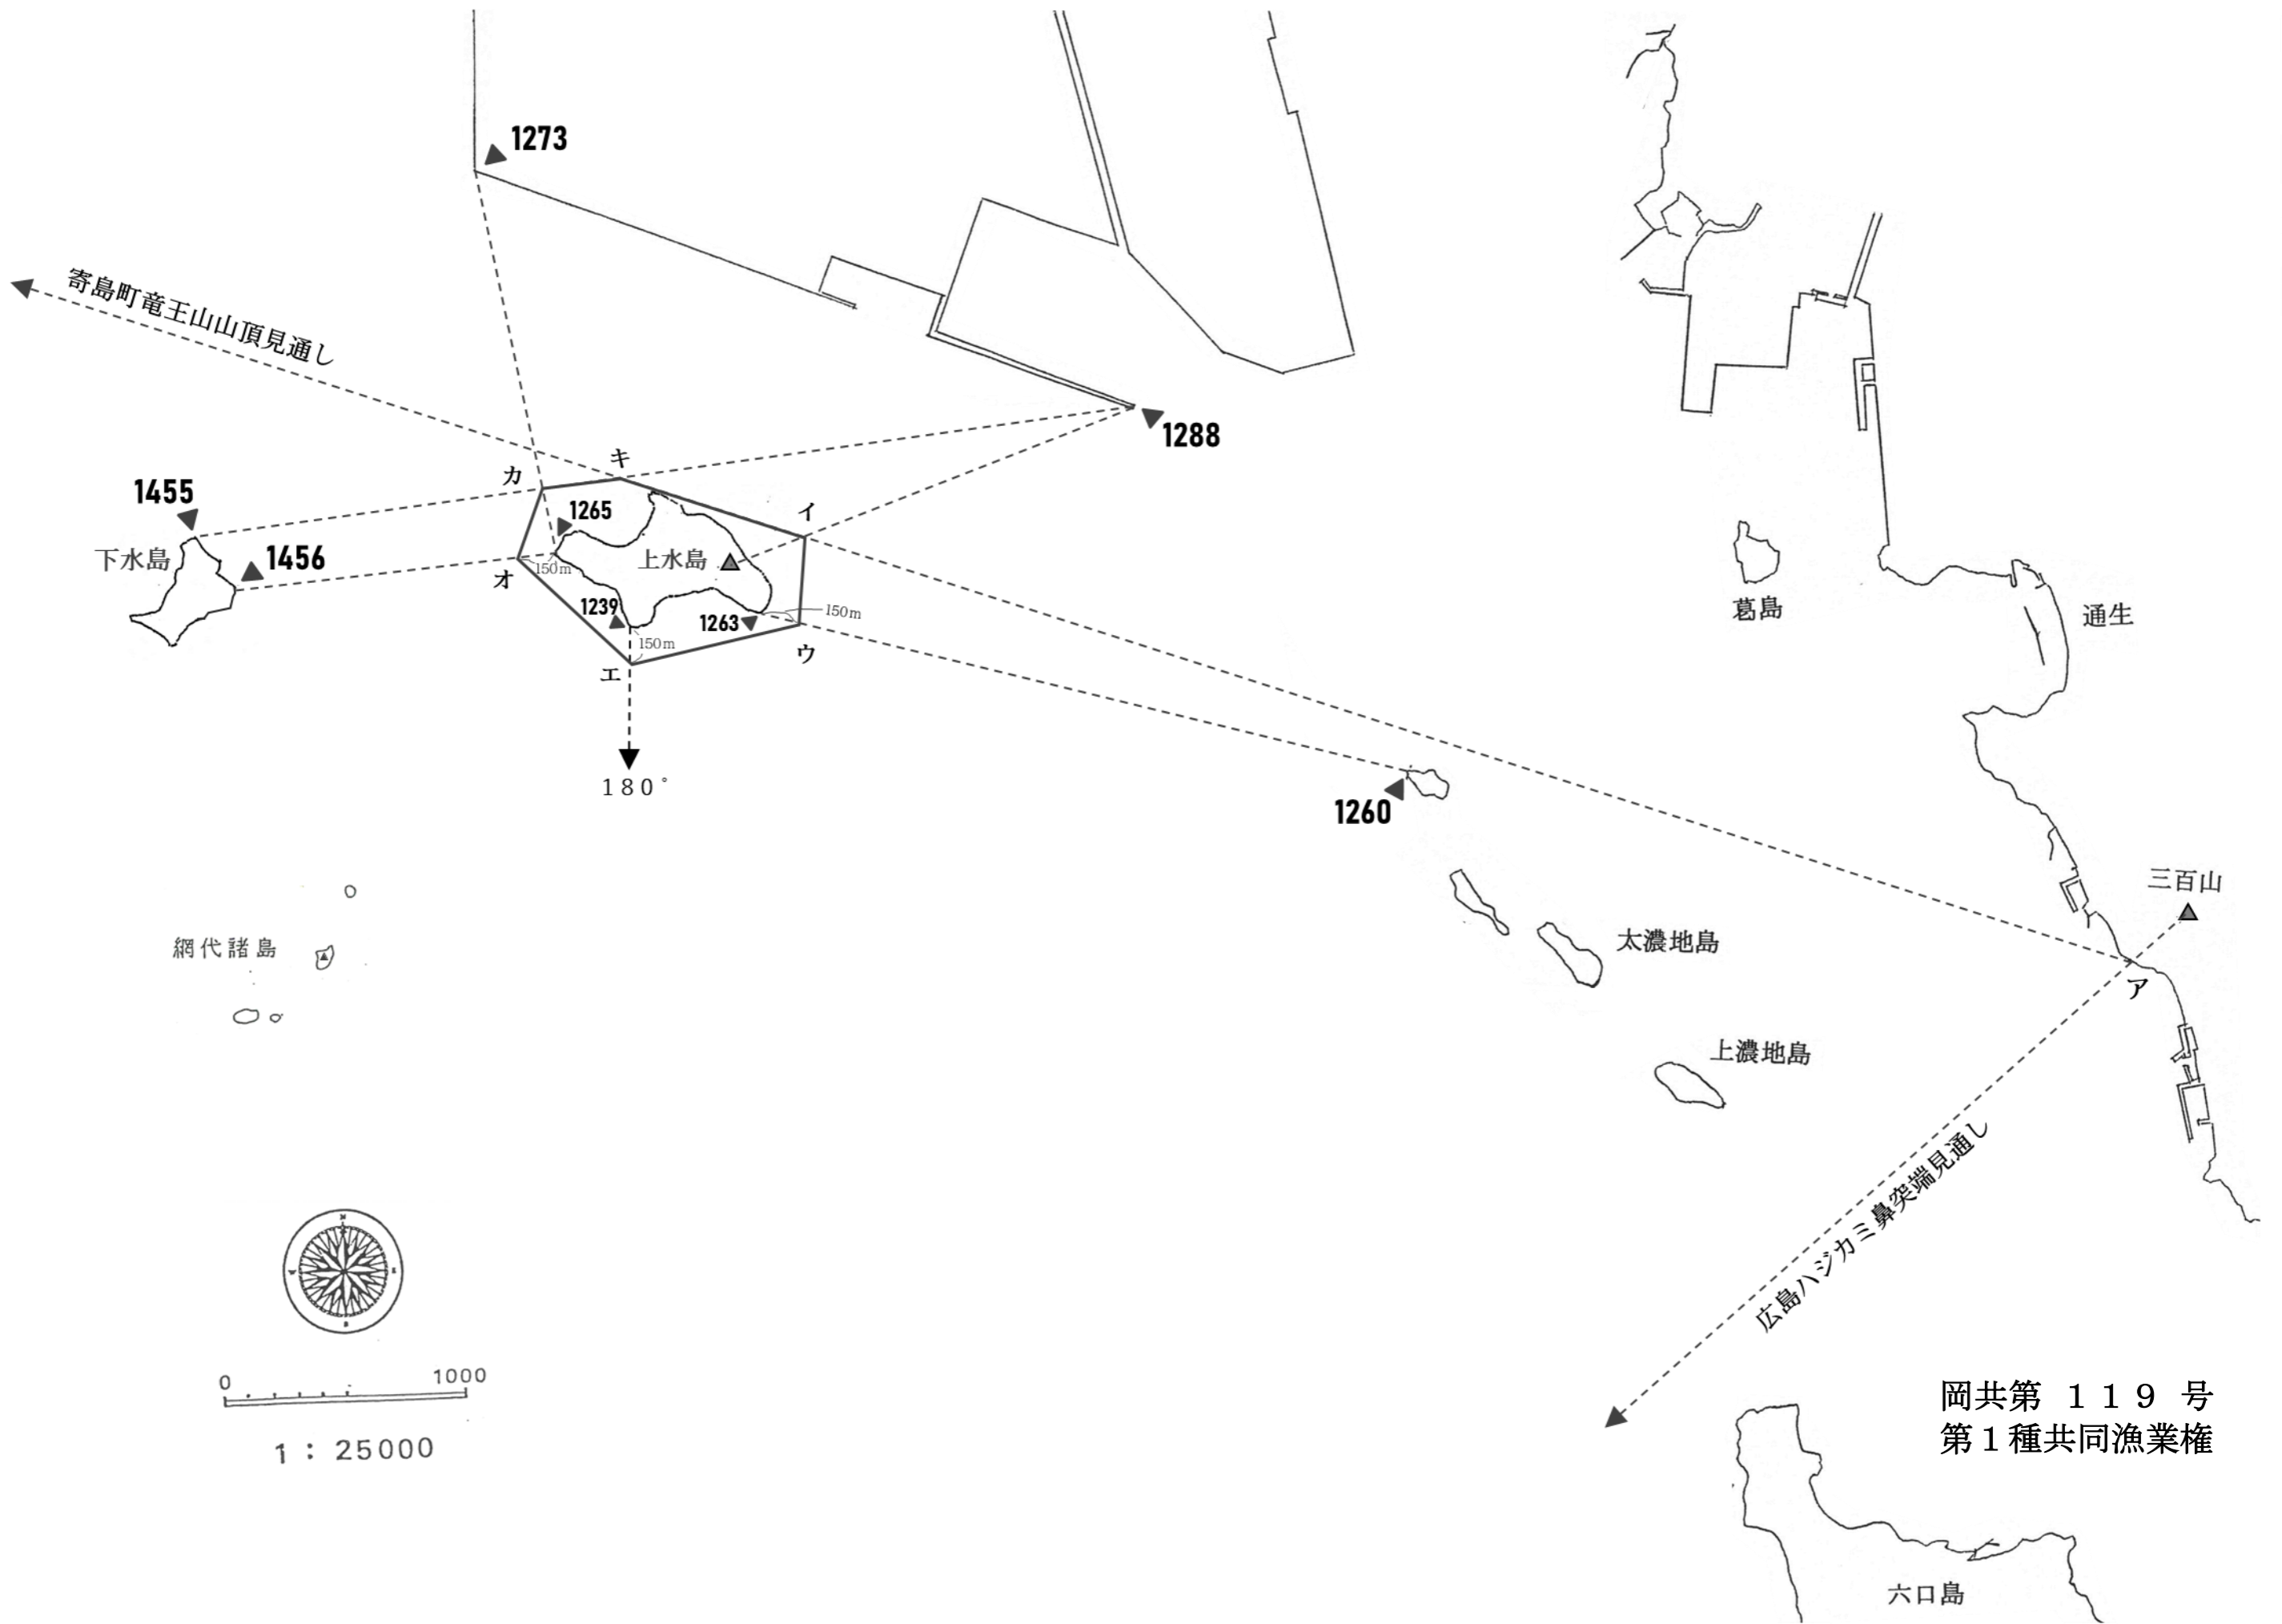 1273
寄島町竜王山山頂見通し
1288
キ
カ
1455
1265
イ
下水島
1456
上水島
オ
150m
1239
1263
150m
葛島
通生
150m
ウ
エ
180°
1260
三百山
太濃地島
網代諸島
ア
上濃地島
広島ハジカミ鼻突端見通し
N
0 1000
1：25000
岡共第 １１９ 号
第１種共同漁業権
六口島